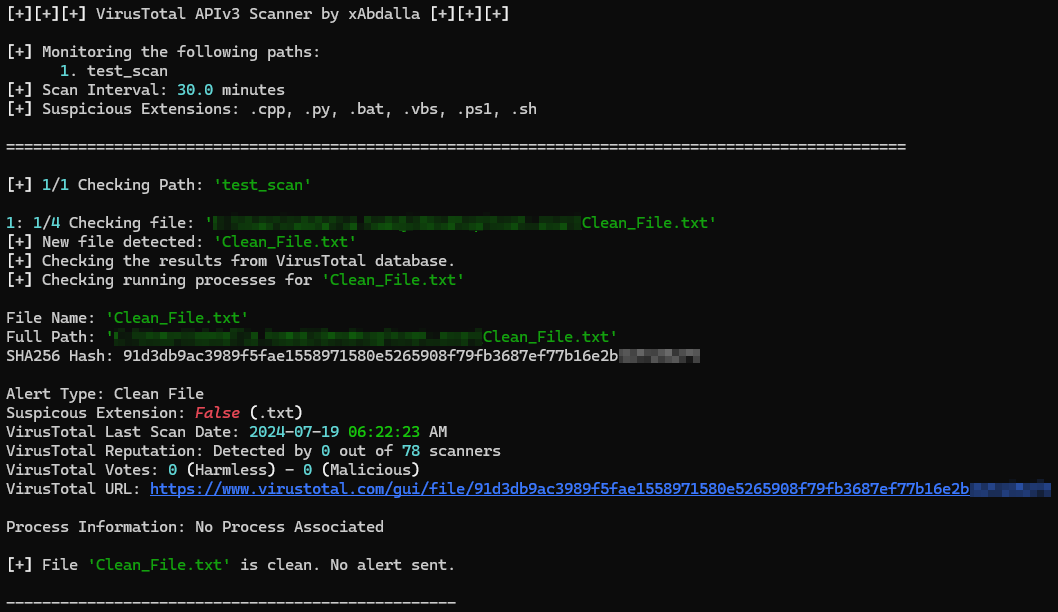 [+][+][+] VirusTotal APIv3 Scanner by xAbdalla [+][+][+]
[+] Monitoring the following paths:
1. test_scan
[+] Scan Interval: 30.0 minutes
[+] Suspicious Extensions: .cpp, .py, .bat, .vbs, .ps1, .sh
====================================================================================================
[+] 1/1 Checking Path: 'test_scan'
1: 1/4 Checking file: 'Clean_File.txt'
[+] New file detected: 'Clean_File.txt'
[+] Checking the results from VirusTotal database.
[+] Checking running processes for 'Clean_File.txt'
File Name: 'Clean_File.txt'
Full Path: 'Clean_File.txt'
SHA256 Hash: 91d3db9ac3989f5fae1558971580e5265908f79fb3687ef77b16e2b
Alert Type: Clean File
Suspicous Extension: False (.txt)
VirusTotal Last Scan Date: 2024-07-19 06:22:23 AM
VirusTotal Reputation: Detected by 0 out of 78 scanners
VirusTotal Votes: 0 (Harmless) - 0 (Malicious)
VirusTotal URL: https://www.virustotal.com/gui/file/91d3db9ac3989f5fae1558971580e5265908f79fb3687ef77b16e2b
Process Information: No Process Associated
[+] File 'Clean_File.txt' is clean. No alert sent.
--------------------------------------------------